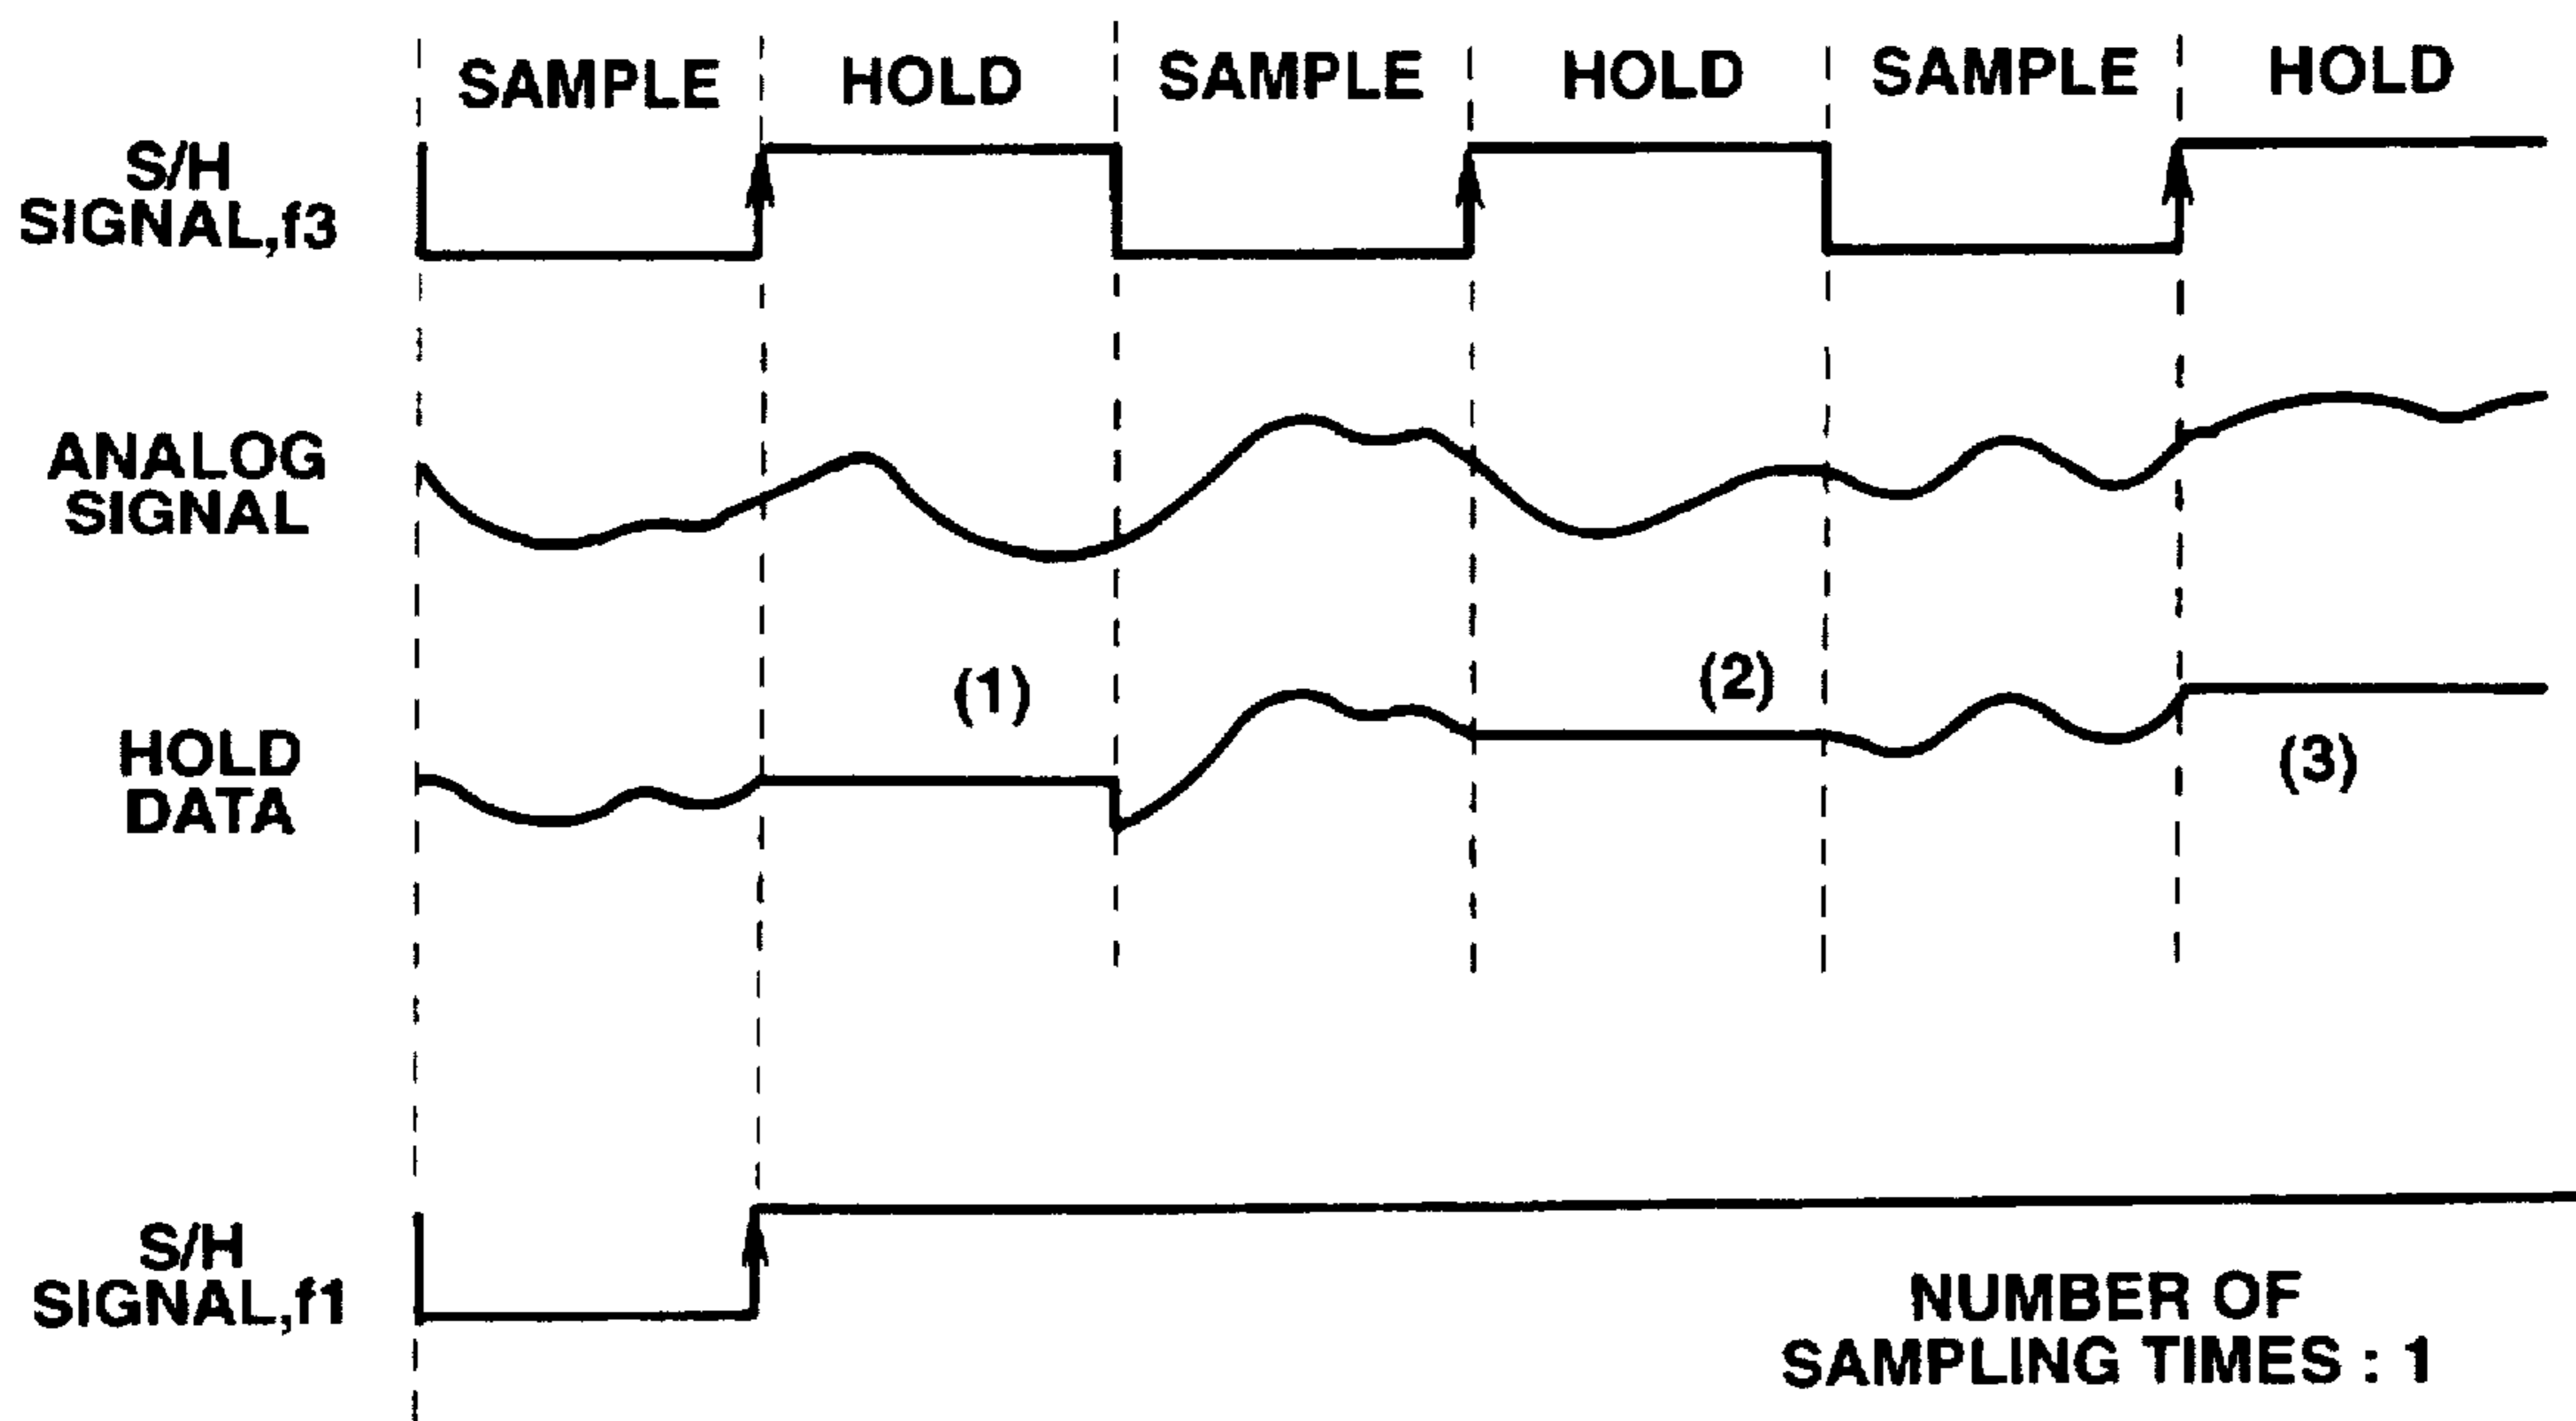 SAMPLE HOLD SAMPLE HOLD SAMPLE HOLD
S/H
SIGNAL,f3
ANALOG
SIGNAL
(1) (2) (3)
HOLD
DATA
S/H
SIGNAL,f1
NUMBER OF
SAMPLING TIMES : 1